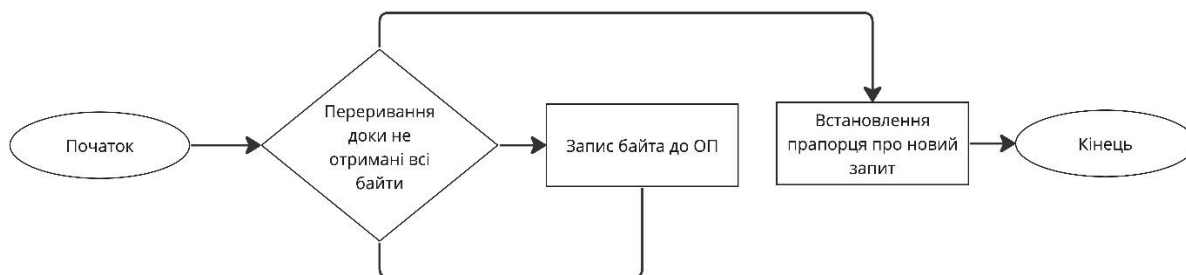 Початок
Переривання
доки не
отримані всі
байти
Запис байта до ОП
Встановлення
прапорця про новий
запит
Кінець